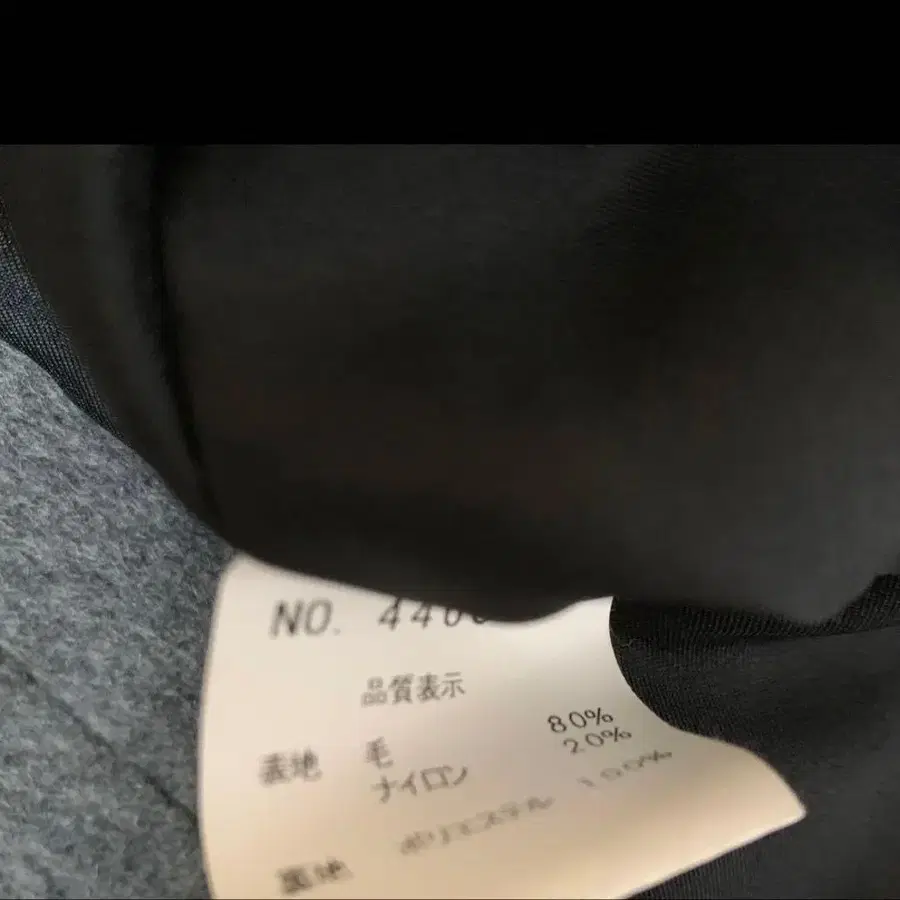 NO. 440
品質表示
表地 毛 80%
ナイロン 20%
裏地 ポリエステル 100%